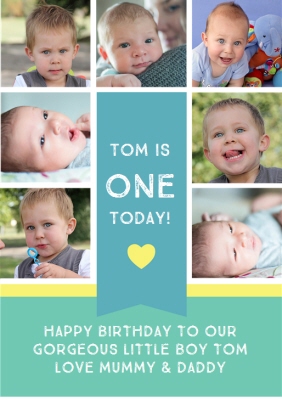 TOM IS
ONE
TODAY!
HAPPY BIRTHDAY TO OUR
GORGEOUS LITTLE BOY TOM
LOVE MUMMY & DADDY